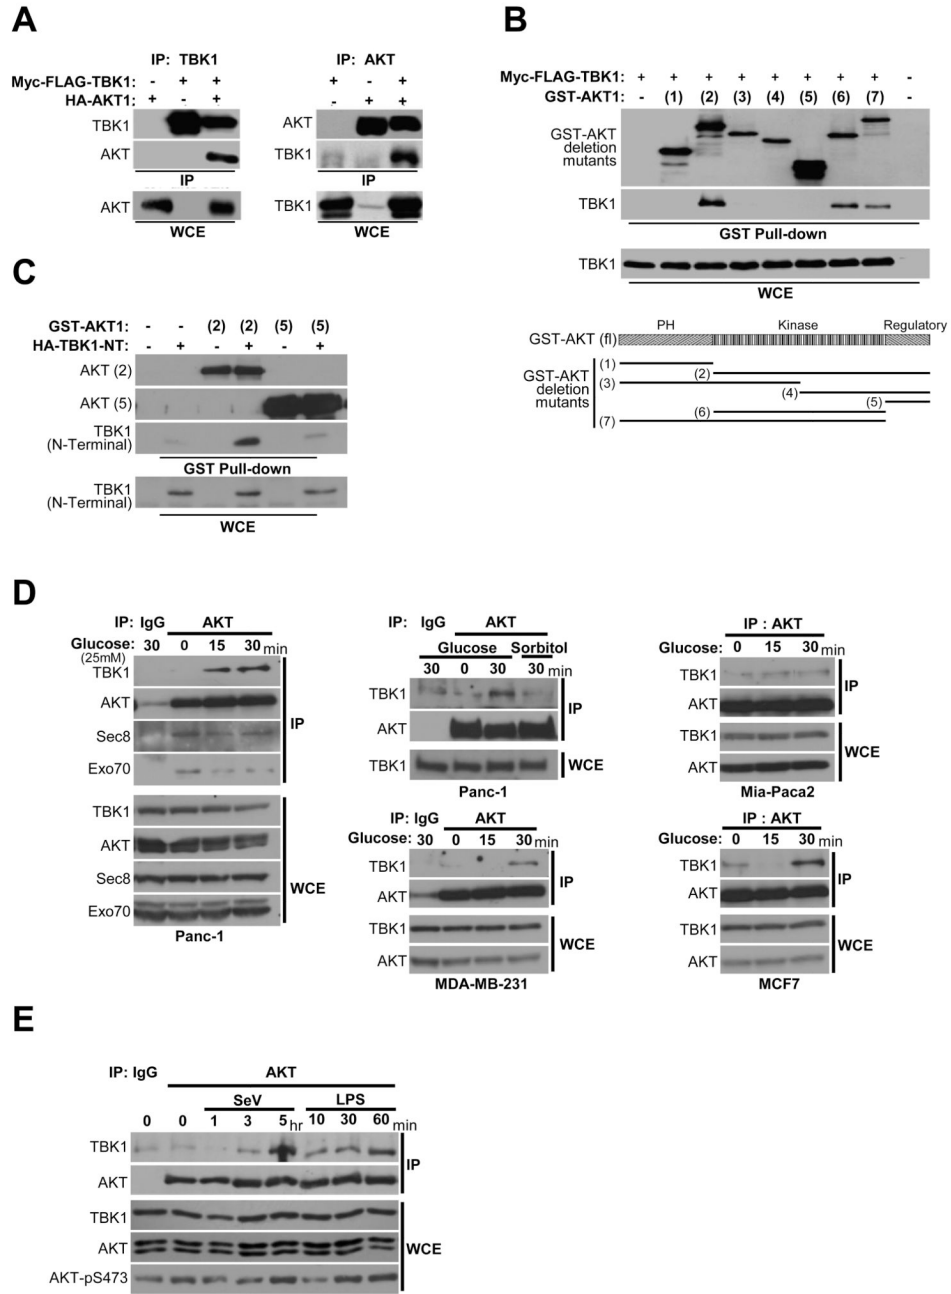 A
IP: TBK1
Myc-FLAG-TBK1: - + +
HA-AKT1: + - +
TBK1
AKT
IP
AKT
WCE
IP: AKT
+ - +
- + +
AKT
TBK1
IP
TBK1
WCE
B
Myc-FLAG-TBK1: + + + + + + + + -
GST-AKT1: - (1) (2) (3) (4) (5) (6) (7) -
GST-AKT
deletion
mutants
TBK1
GST Pull-down
TBK1
WCE
PH Kinase Regulatory
GST-AKT (fl)
GST-AKT
deletion
mutants
(1)
(2)
(3)
(4)
(5)
(6)
(7)
C
GST-AKT1: - - (2) (2) (5) (5)
HA-TBK1-NT: - + - + - +
AKT (2)
AKT (5)
TBK1
(N-Terminal)
GST Pull-down
TBK1
(N-Terminal)
WCE
D
IP: IgG AKT
Glucose: 30 0 15 30 min
(25mM)
TBK1
AKT
Sec8
Exo70
IP
TBK1
AKT
Sec8
Exo70
WCE
Panc-1
IP: IgG AKT
Glucose Sorbitol
30 0 30 30 min
TBK1
AKT
IP
TBK1
WCE
Panc-1
IP : AKT
Glucose: 0 15 30 min
TBK1
AKT
IP
TBK1
AKT
WCE
Mia-Paca2
IP: IgG AKT
Glucose: 30 0 15 30 min
TBK1
AKT
IP
TBK1
AKT
WCE
MDA-MB-231
IP : AKT
Glucose: 0 15 30 min
TBK1
AKT
IP
TBK1
AKT
WCE
MCF7
E
IP: IgG AKT
SeV LPS
0 0 1 3 5 hr 10 30 60 min
TBK1
AKT
IP
TBK1
AKT
AKT-pS473
WCE